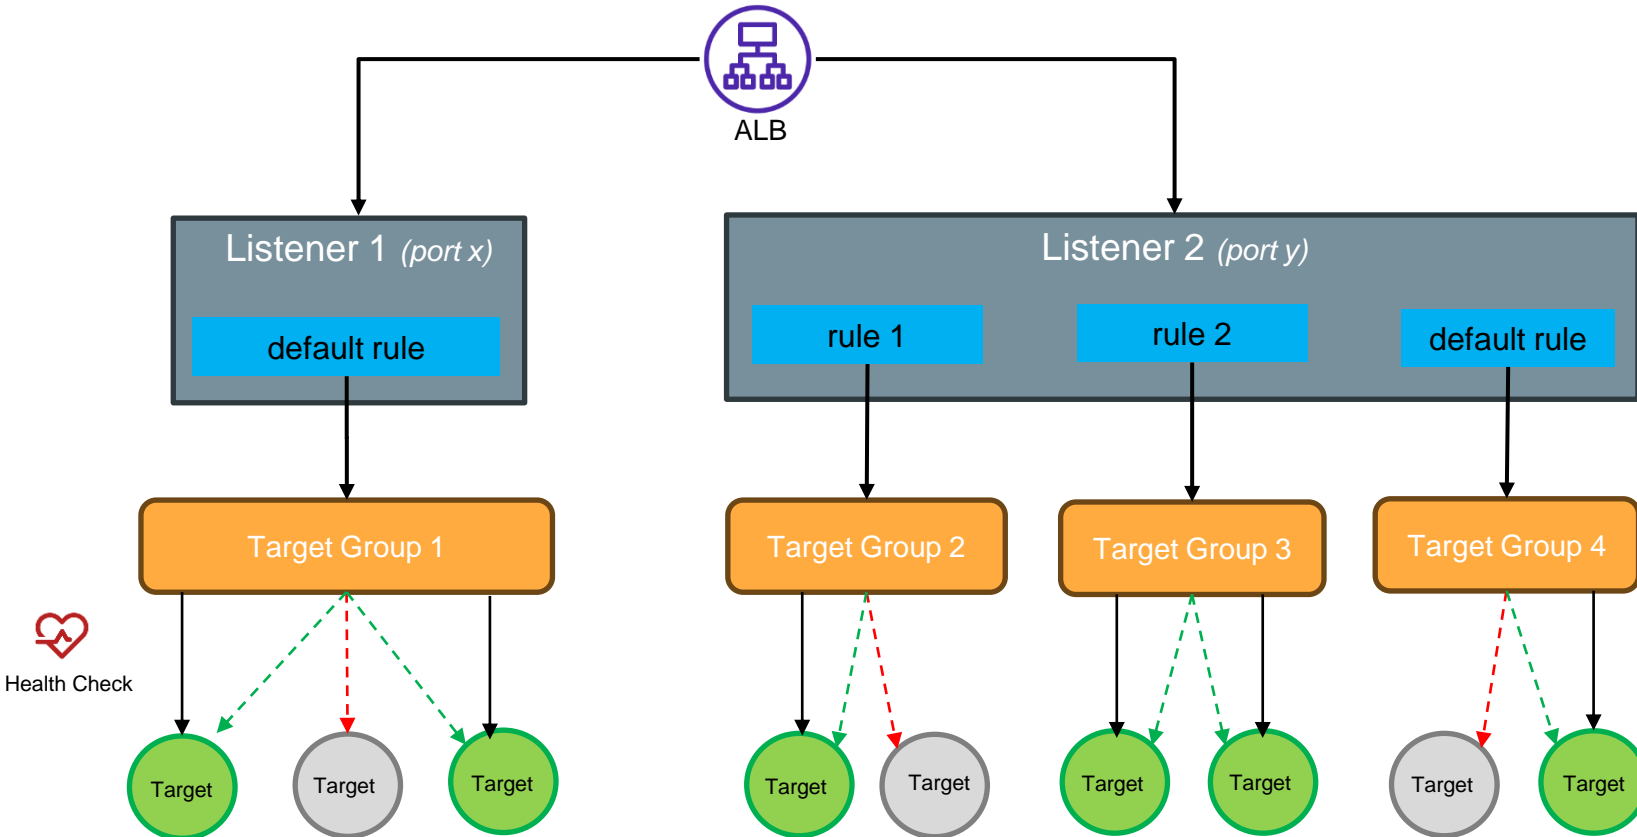 ALB
Listener 1 (port x)
default rule
Listener 2 (port y)
rule 1
rule 2
default rule
Target Group 1
Target Group 2
Target Group 3
Target Group 4
Health Check
Target
Target
Target
Target
Target
Target
Target
Target
Target